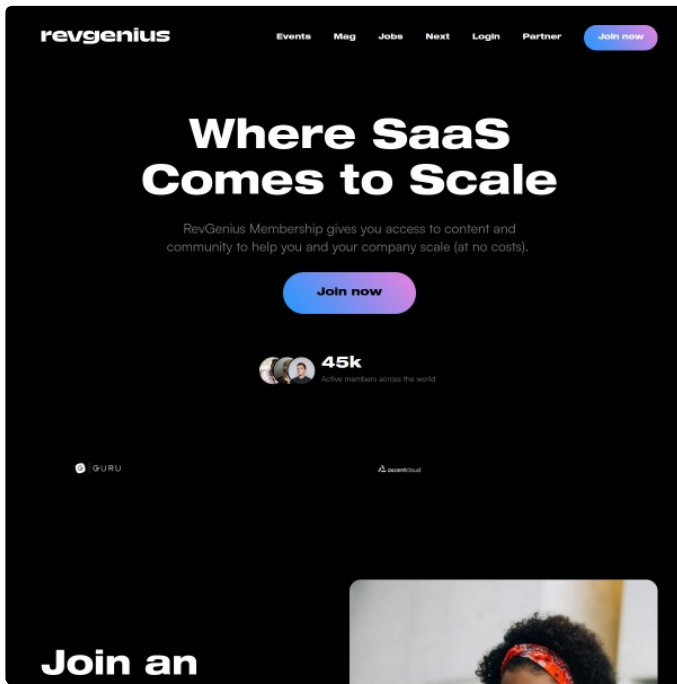 revgenius
Events Mag Jobs Next Login Partner Join now
Where SaaS
Comes to Scale
RevGenius Membership gives you access to content and
community to help you and your company scale (at no costs).
Join now
45k
Active members across the world
G GURU
ascentcloud
Join an